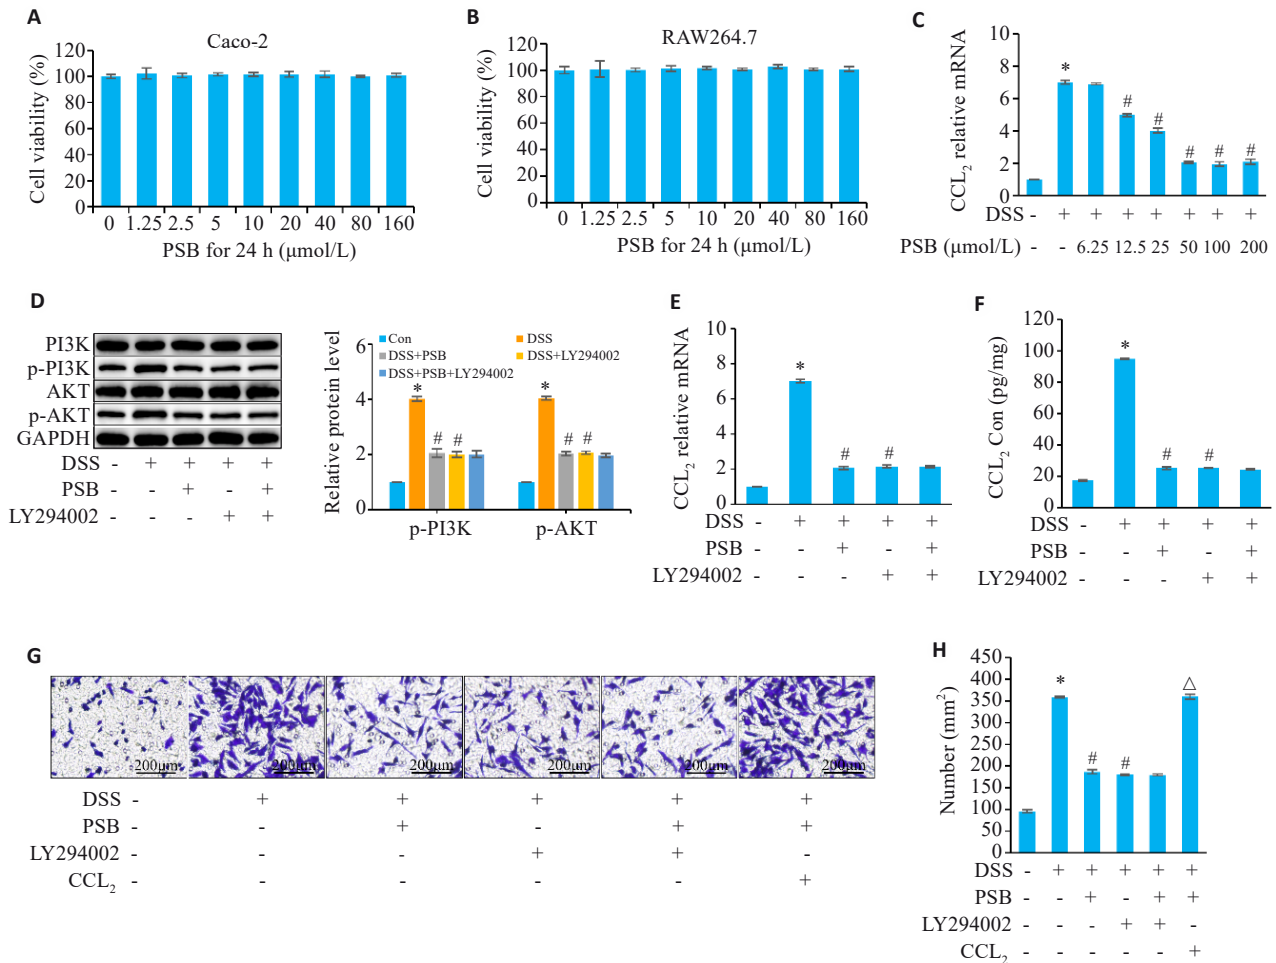 A
Caco-2
Cell viability (%)
120
100
80
60
40
20
0
0 1.25 2.5 5 10 20 40 80 160
PSB for 24 h (μmol/L)
B
RAW264.7
Cell viability (%)
120
100
80
60
40
20
0
0 1.25 2.5 5 10 20 40 80 160
PSB for 24 h (μmol/L)
C
CCL2 relative mRNA
10
8
6
4
2
0
* # # # # #
DSS - + + + + + + +
PSB (μmol/L) - - 6.25 12.5 25 50 100 200
D
PI3K
p-PI3K
AKT
p-AKT
GAPDH
DSS - + + + +
PSB - - + - +
LY294002 - - - + +
Relative protein level
6
4
2
0
Con DSS
DSS+PSB DSS+LY294002
DSS+PSB+LY294002
* # # * # #
p-PI3K p-AKT
E
CCL2 relative mRNA
10
8
6
4
2
0
* # #
DSS - + + + +
PSB - - + - +
LY294002 - - - + +
F
CCL2 Con (pg/mg)
120
100
80
60
40
20
0
* # #
DSS - + + + +
PSB - - + - +
LY294002 - - - + +
G
200μm 200μm 200μm 200μm 200μm 200μm
DSS - + + + + +
PSB - - + - + +
LY294002 - - - + + -
CCL2 - - - - - +
H
Number (mm2)
450
400
350
300
250
200
150
100
50
0
* # # △
DSS - + + + + +
PSB - - + - + +
LY294002 - - - + + -
CCL2 - - - - - +